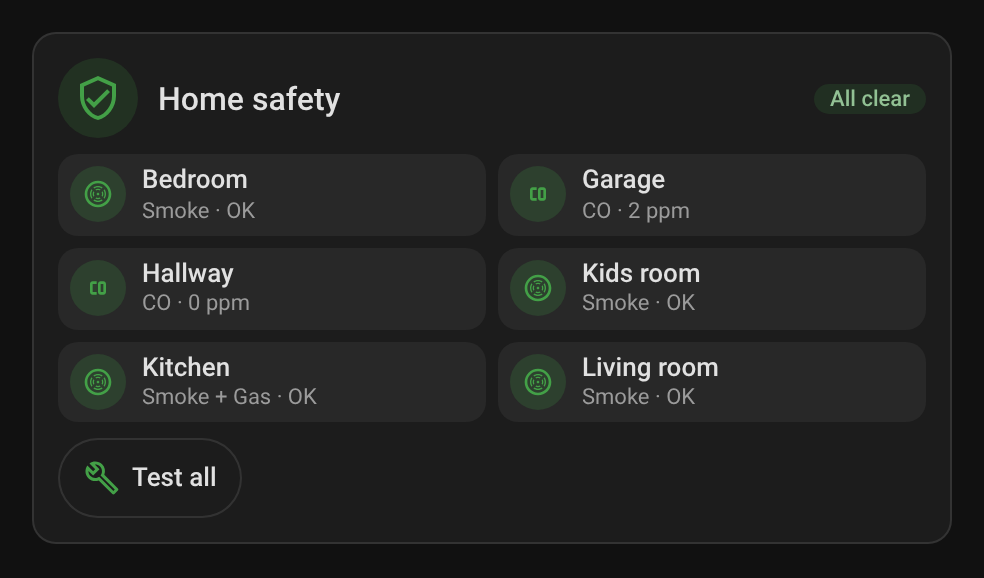 Home safety
All clear
Bedroom
Smoke · OK
CO
Garage
CO · 2 ppm
CO
Hallway
CO · 0 ppm
Kids room
Smoke · OK
Kitchen
Smoke + Gas · OK
Living room
Smoke · OK
Test all